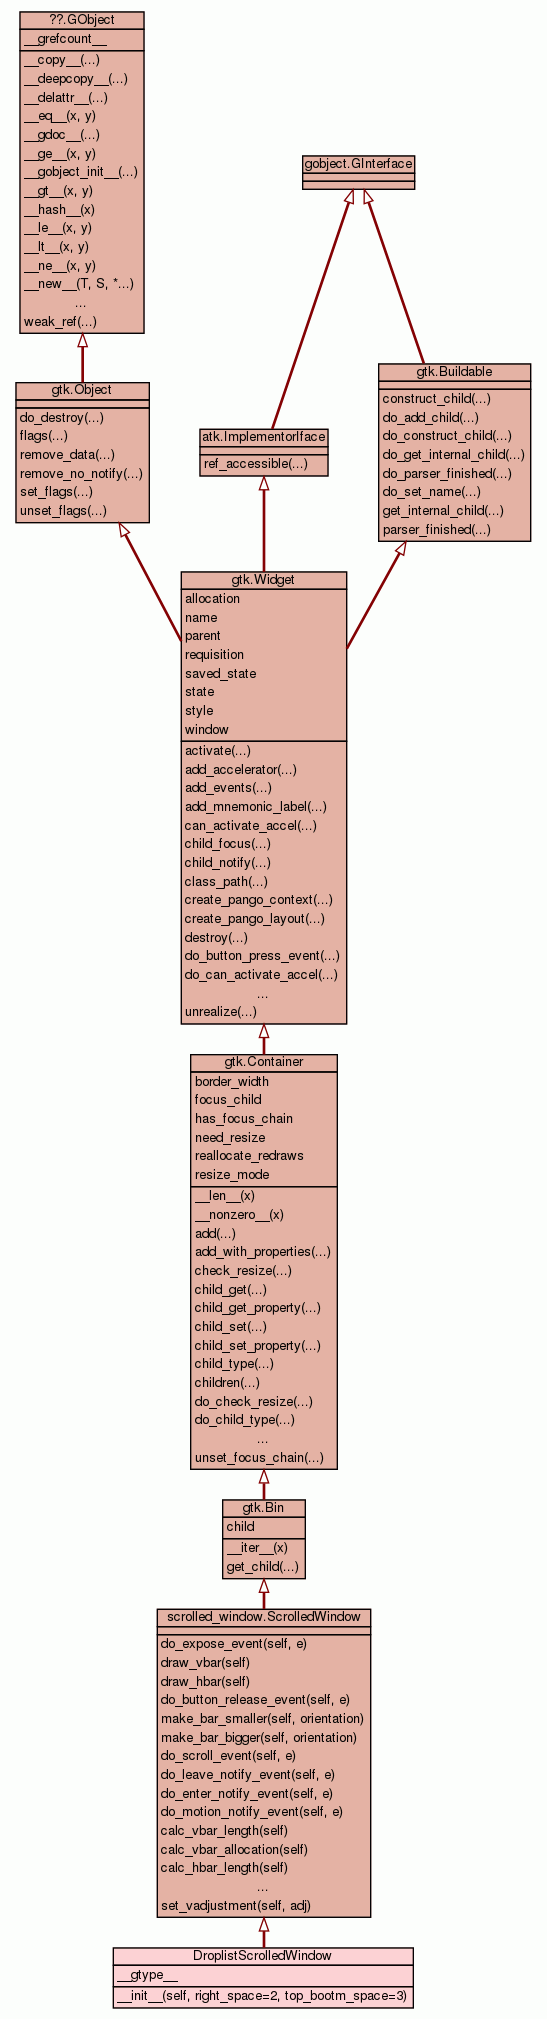 ??.GObject
__grefcount__
__copy__(...)
__deepcopy__(...)
__delattr__(...)
__eq__(x, y)
__gdoc__(...)
__ge__(x, y)
__gobject_init__(...)
__gt__(x, y)
__hash__(x)
__le__(x, y)
__lt__(x, y)
__ne__(x, y)
__new__(T, S, *...)
...
weak_ref(...)
gobject.GInterface
gtk.Object
do_destroy(...)
flags(...)
remove_data(...)
remove_no_notify(...)
set_flags(...)
unset_flags(...)
atk.ImplementorIface
ref_accessible(...)
gtk.Buildable
construct_child(...)
do_add_child(...)
do_construct_child(...)
do_get_internal_child(...)
do_parser_finished(...)
do_set_name(...)
get_internal_child(...)
parser_finished(...)
gtk.Widget
allocation
name
parent
requisition
saved_state
state
style
window
activate(...)
add_accelerator(...)
add_events(...)
add_mnemonic_label(...)
can_activate_accel(...)
child_focus(...)
child_notify(...)
class_path(...)
create_pango_context(...)
create_pango_layout(...)
destroy(...)
do_button_press_event(...)
do_can_activate_accel(...)
...
unrealize(...)
gtk.Container
border_width
focus_child
has_focus_chain
need_resize
reallocate_redraws
resize_mode
__len__(x)
__nonzero__(x)
add(...)
add_with_properties(...)
check_resize(...)
child_get(...)
child_get_property(...)
child_set(...)
child_set_property(...)
child_type(...)
children(...)
do_check_resize(...)
do_child_type(...)
...
unset_focus_chain(...)
gtk.Bin
child
__iter__(x)
get_child(...)
scrolled_window.ScrolledWindow
do_expose_event(self, e)
draw_vbar(self)
draw_hbar(self)
do_button_release_event(self, e)
make_bar_smaller(self, orientation)
make_bar_bigger(self, orientation)
do_scroll_event(self, e)
do_leave_notify_event(self, e)
do_enter_notify_event(self, e)
do_motion_notify_event(self, e)
calc_vbar_length(self)
calc_vbar_allocation(self)
calc_hbar_length(self)
...
set_vadjustment(self, adj)
DroplistScrolledWindow
__gtype__
__init__(self, right_space=2, top_bootm_space=3)